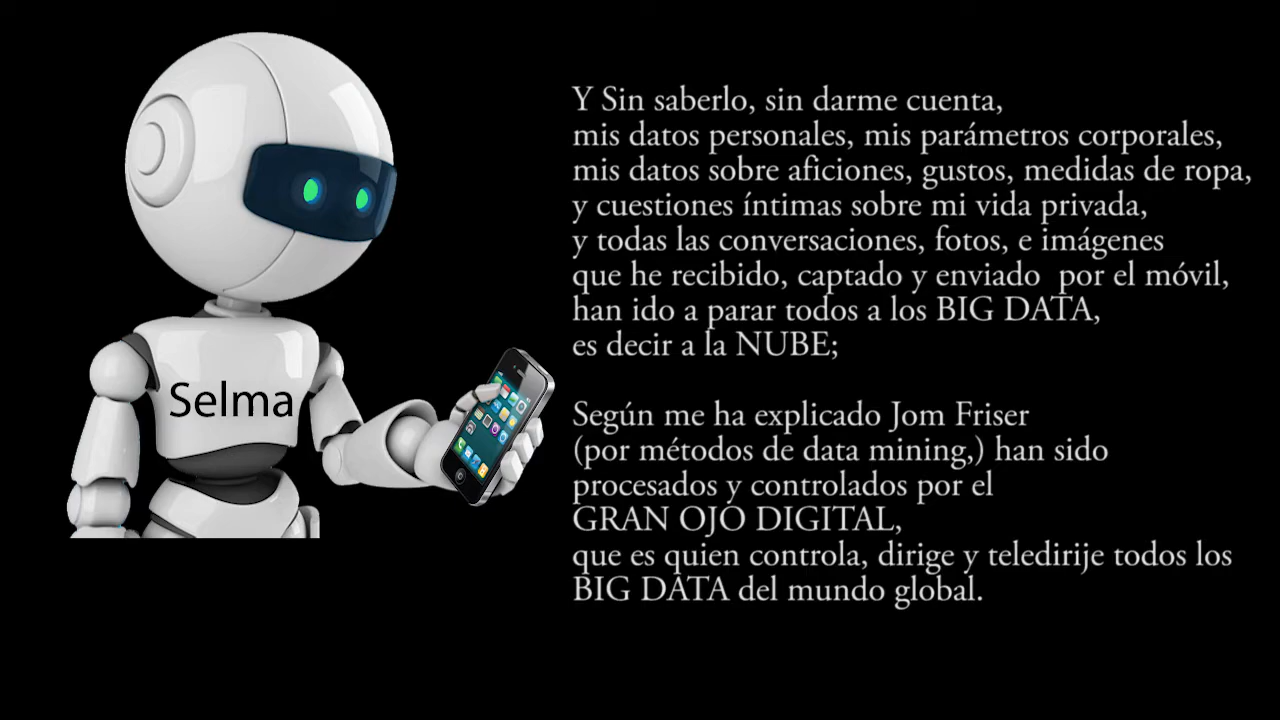 Selma
Y Sin saberlo, sin darme cuenta,
mis datos personales, mis parámetros corporales,
mis datos sobre aficiones, gustos, medidas de ropa,
y cuestiones íntimas sobre mi vida privada,
y todas las conversaciones, fotos, e imágenes
que he recibido, captado y enviado  por el móvil,
han ido a parar todos a los BIG DATA,
es decir a la NUBE;
Según me ha explicado Jom Friser
(por métodos de data mining,) han sido
procesados y controlados por el
GRAN OJO DIGITAL,
que es quien controla, dirige y teledirije todos los
BIG DATA del mundo global.